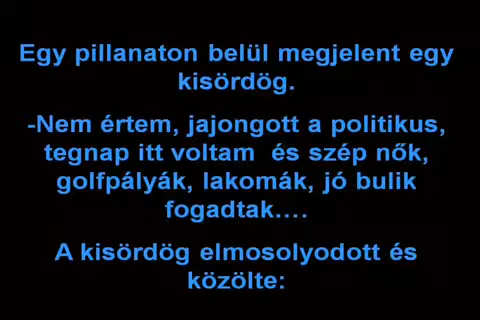 Egy pillanaton belül megjelent egy
kisördög.
-Nem értem, jajongott a politikus,
tegnap itt voltam és szép nők,
golfpályák, lakomák, jó bulik
fogadtak….
A kisördög elmosolyodott és
közölte: